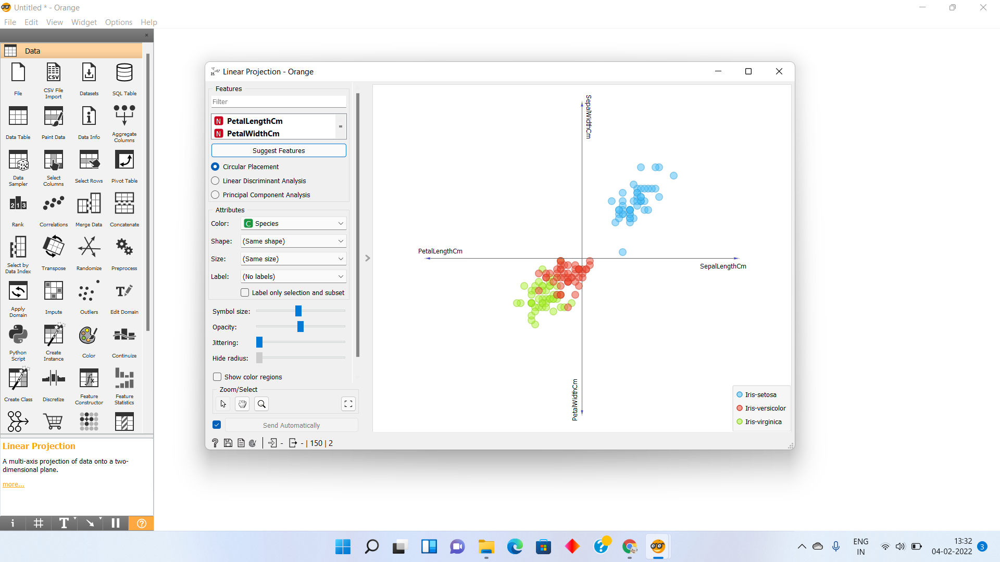 Untitled * - Orange
File Edit View Widget Options Help
Data
File
CSV File
Import
Datasets
SQL Table
Data Table
Paint Data
Data Info
Aggregate
Columns
Data
Sampler
Select
Columns
Select Rows
Pivot Table
Rank
Correlations
Merge Data
Concatenate
Select by
Data Index
Transpose
Randomize
Preprocess
Apply
Domain
Impute
Outliers
Edit Domain
Python
Script
Create
Instance
Color
Continuize
Create Class
Discretize
Feature
Constructor
Feature
Statistics
Linear Projection
A multi-axis projection of data onto a two-
dimensional plane.
more...
Linear Projection - Orange
Features
Filter
N PetalLengthCm
N PetalWidthCm
Suggest Features
Circular Placement
Linear Discriminant Analysis
Principal Component Analysis
Attributes
Color: C Species
Shape: (Same shape)
Size: (Same size)
Label: (No labels)
Label only selection and subset
Symbol size:
Opacity:
Jittering:
Hide radius:
Show color regions
Zoom/Select
Send Automatically
- - | 150 | 2
SepalWidthCm
PetalLengthCm
SepalLengthCm
PetalWidthCm
Iris-setosa
Iris-versicolor
Iris-virginica
ENG
IN
13:32
04-02-2022
3